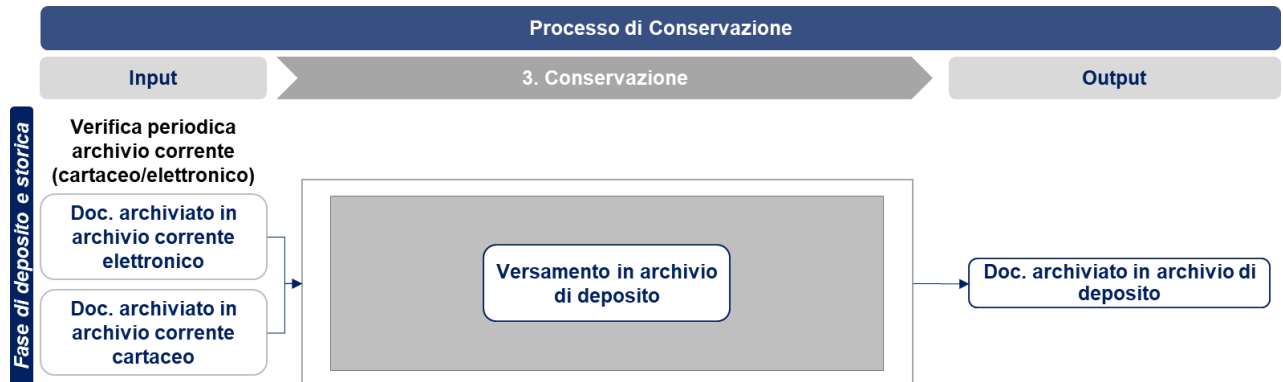 Processo di Conservazione
Input
3. Conservazione
Output
Fase di deposito e storica
Verifica periodica
archivio corrente
(cartaceo/elettronico)
Doc. archiviato in
archivio corrente
elettronico
Doc. archiviato in
archivio corrente
cartaceo
Versamento in archivio
di deposito
Doc. archiviato in archivio di
deposito